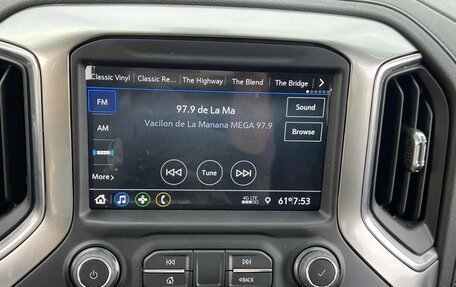 Classic Vinyl Classic Re... The Highway The Blend The Bridge
FM
97.9 de La Ma
Sound
AM
Vacilon de La Manana MEGA 97.9
Browse
More
Tune
4G LTE
61° 7:53
BACK